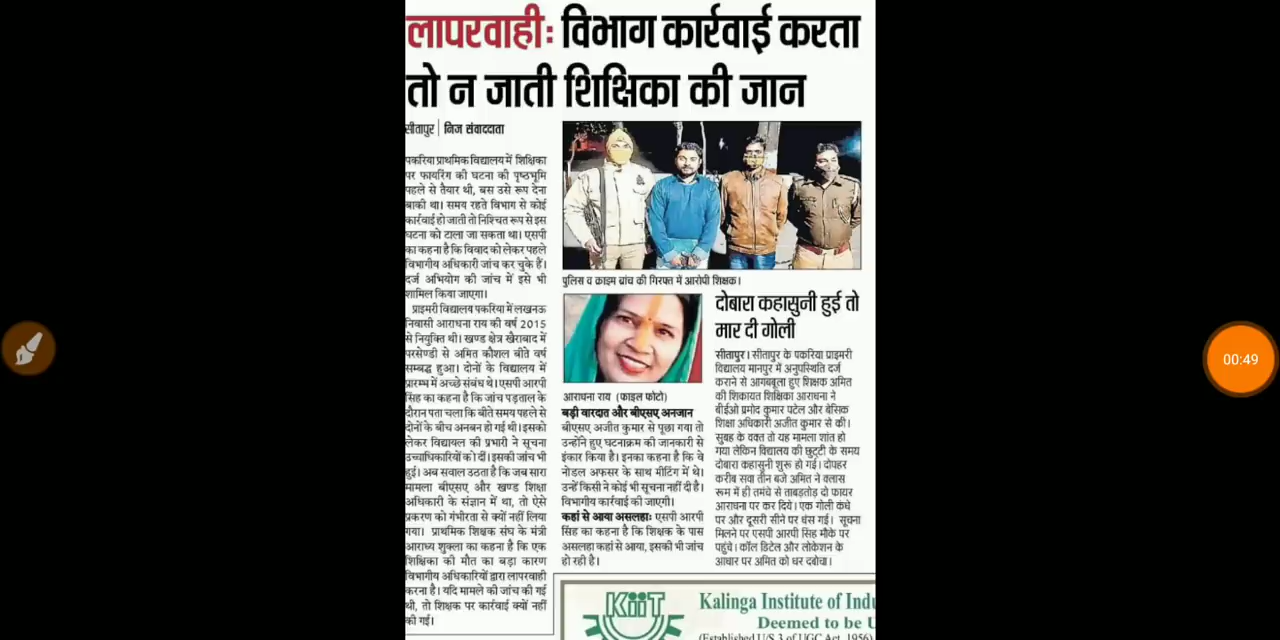 लापरवाही: विभाग कार्रवाई करता
तो न जाती शिक्षिका की जान
सीतापुर | निज संवाददाता
पकरिया प्राथमिक विद्यालय में शिक्षिका
पर फायरिंग की घटना की पृष्ठभूमि
पहले से तैयार थी, बस उसे रूप देना
बाकी था। समय रहते विभाग से कोई
कार्रवाई हो जाती तो निश्चित रूप से इस
घटना को टाला जा सकता था। एसपी
का कहना है कि विवाद को लेकर पहले
विभागीय अधिकारी जांच कर चुके हैं।
दर्ज अभियोग की जांच में इसे भी
शामिल किया जाएगा।
प्राइमरी विद्यालय पकरिया में लखनऊ
निवासी आराधना राय की वर्ष 2015
से नियुक्ति थी। खण्ड क्षेत्र खैराबाद में
परसेण्डी से अमित कौशल बीते वर्ष
सम्बद्ध हुआ। दोनों के विद्यालय में
प्रारम्भ में अच्छे संबंध थे। एसपी आरपी
सिंह का कहना है कि जांच पड़ताल के
दौरान पता चला कि बीते समय पहले से
दोनों के बीच अनबन हो गई थी। इसको
लेकर विद्यायल की प्रभारी ने सूचना
उच्चाधिकारियों को दी। इसकी जांच भी
हुई। अब सवाल उठता है कि जब सारा
मामला बीएसए और खण्ड शिक्षा
अधिकारी के संज्ञान में था, तो ऐसे
प्रकरण को गंभीरता से क्यों नहीं लिया
गया। प्राथमिक शिक्षक संघ के मंत्री
आराध्य शुक्ला का कहना है कि एक
शिक्षिका की मौत का बड़ा कारण
विभागीय अधिकारियों द्वारा लापरवाही
करना है। यदि मामले की जांच की गई
थी, तो शिक्षक पर कार्रवाई क्यों नहीं
की गई।
पुलिस व क्राइम ब्रांच की गिरफ्त में आरोपी शिक्षक।
आराधना राय (फाइल फोटो)
बड़ी वारदात और बीएसए अनजान
बीएसए अजीत कुमार से पूछा गया तो
उन्होंने हुए घटनाक्रम की जानकारी से
इंकार किया है। इनका कहना है कि वे
नोडल अफसर के साथ मीटिंग में थे।
उन्हें किसी ने कोई भी सूचना नहीं दी है।
विभागीय कार्रवाई की जाएगी।
कहां से आया असलहा: एसपी आरपी
सिंह का कहना है कि शिक्षक के पास
असलहा कहां से आया, इसकी भी जांच
हो रही है।
दोबारा कहासुनी हुई तो
मार दी गोली
सीतापुर। सीतापुर के पकरिया प्राइमरी
विद्यालय मानपुर में अनुपस्थिति दर्ज
कराने से आगबबूला हुए शिक्षक अमित
की शिकायत शिक्षिका आराधना ने
बीईओ प्रमोद कुमार पटेल और बेसिक
शिक्षा अधिकारी अजीत कुमार से की।
सुबह के वक्त तो यह मामला शांत हो
गया लेकिन विद्यालय की छुट्टी के समय
दोबारा कहासुनी शुरू हो गई। दोपहर
करीब सवा तीन बजे अमित ने क्लास
रूम में ही तमंचे से ताबड़तोड़ दो फायर
आराधना पर कर दिये। एक गोली कंधे
पर और दूसरी सीने पर धंस गई। सूचना
मिलने पर एसपी आरपी सिंह मौके पर
पहुंचे। कॉल डिटेल और लोकेशन के
आधार पर अमित को धर दबोचा।
KiiT
Kalinga Institute of Indu
Deemed to be U
(Established U/S 3 of UGC Act, 1956)
00:49